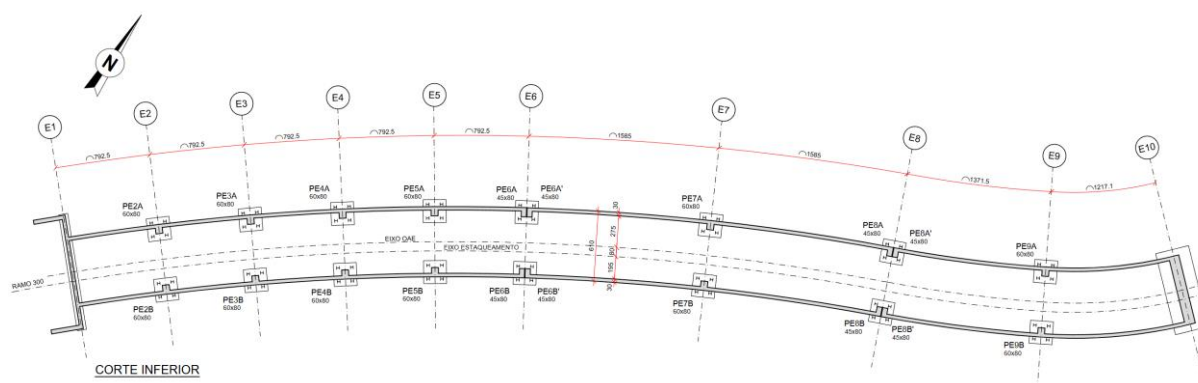 N
E1
E2
E3
E4
E5
E6
E7
E8
E9
E10
792.5
792.5
792.5
792.5
792.5
1585
1585
1371.5
1217.1
PE2A
60x80
PE3A
60x80
PE4A
60x80
PE5A
60x80
PE6A
45x80
PE6A'
45x80
PE7A
60x80
PE8A
45x80
PE9A
60x80
30
275
610
60
195
30
EIXO OAE
EIXO ESTAQUEAMENTO
RAMO 300
PE2B
60x80
PE3B
60x80
PE4B
60x80
PE5B
60x80
PE6B
45x80
PE6B'
45x80
PE7B
60x80
PE8B
45x80
PE8B'
45x80
PE9B
60x80
CORTE INFERIOR